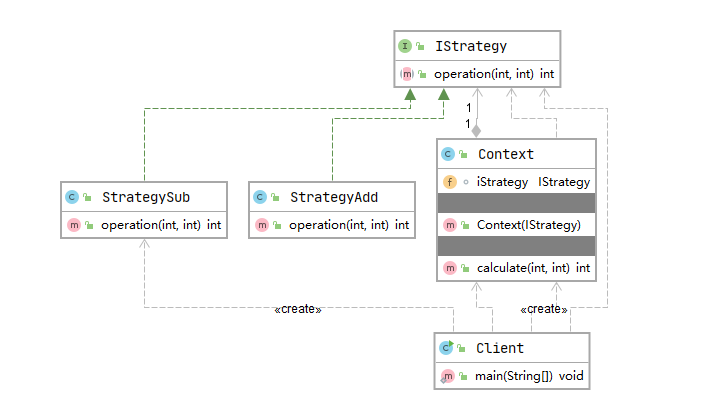 I IStrategy
m operation(int, int) int
1
1
C StrategySub
m operation(int, int) int
C StrategyAdd
m operation(int, int) int
C Context
f iStrategy IStrategy
m Context(IStrategy)
m calculate(int, int) int
«create»
«create»
C Client
m main(String[]) void